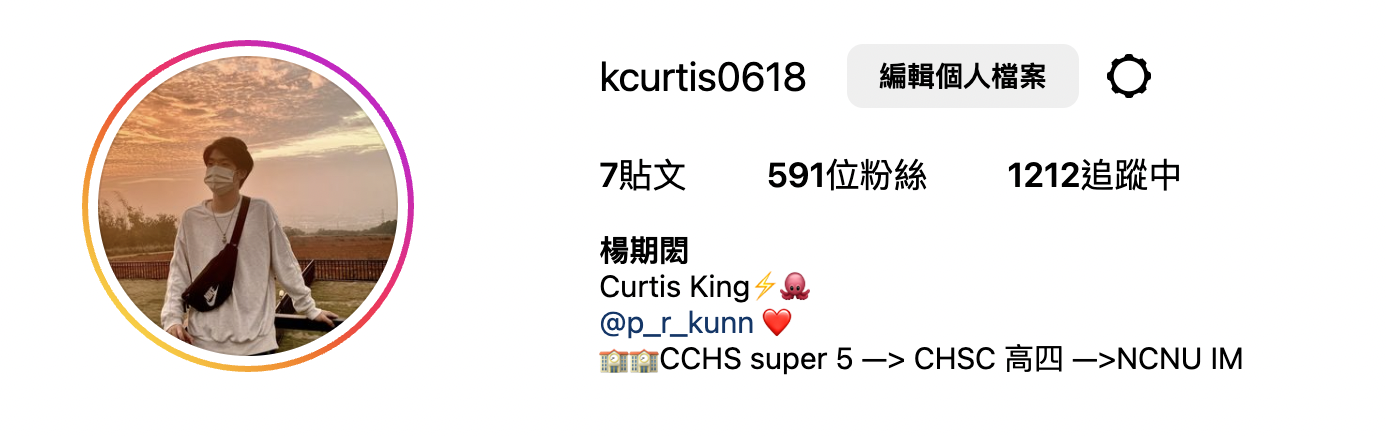 kcurtis0618 編輯個人檔案
7貼文 591位粉絲 1212追蹤中
楊期閎
Curtis King⚡🐙
@p_r_kunn ❤️
🏫🏫CCHS super 5 —> CHSC 高四 —>NCNU IM